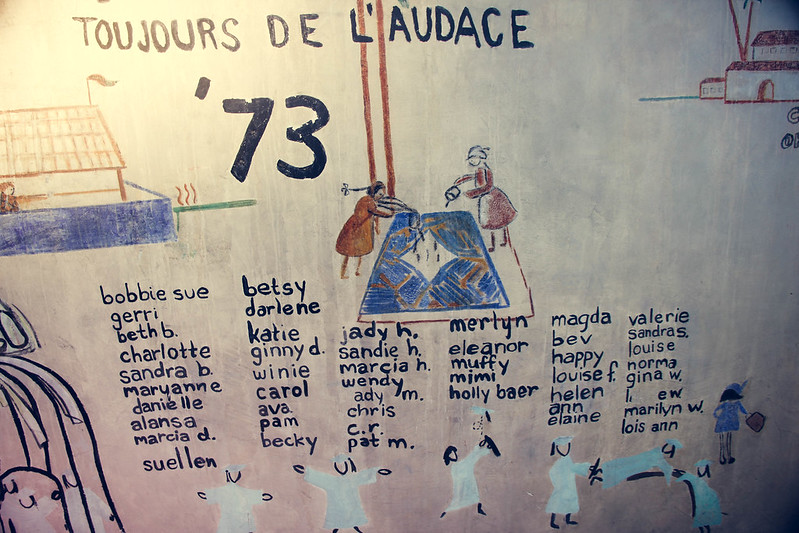 TOUJOURS DE L'AUDACE
'73
bobbie sue
gerri
beth b.
charlotte
sandra b.
maryanne
danielle
alansa
marcia d.
suellen
betsy
darlene
katie
ginny d.
winie
carol
ava.
pam
becky
jady h.
sandie h.
marcia h.
wendy
ady m.
chris
c.r.
pat m.
merlyn
eleanor
muffy
mimi
holly baer
magda
bev
happy
louise f.
helen
ann
elaine
valerie
sandra s.
louise
norma
gina w.
ew
marilyn w.
lois ann